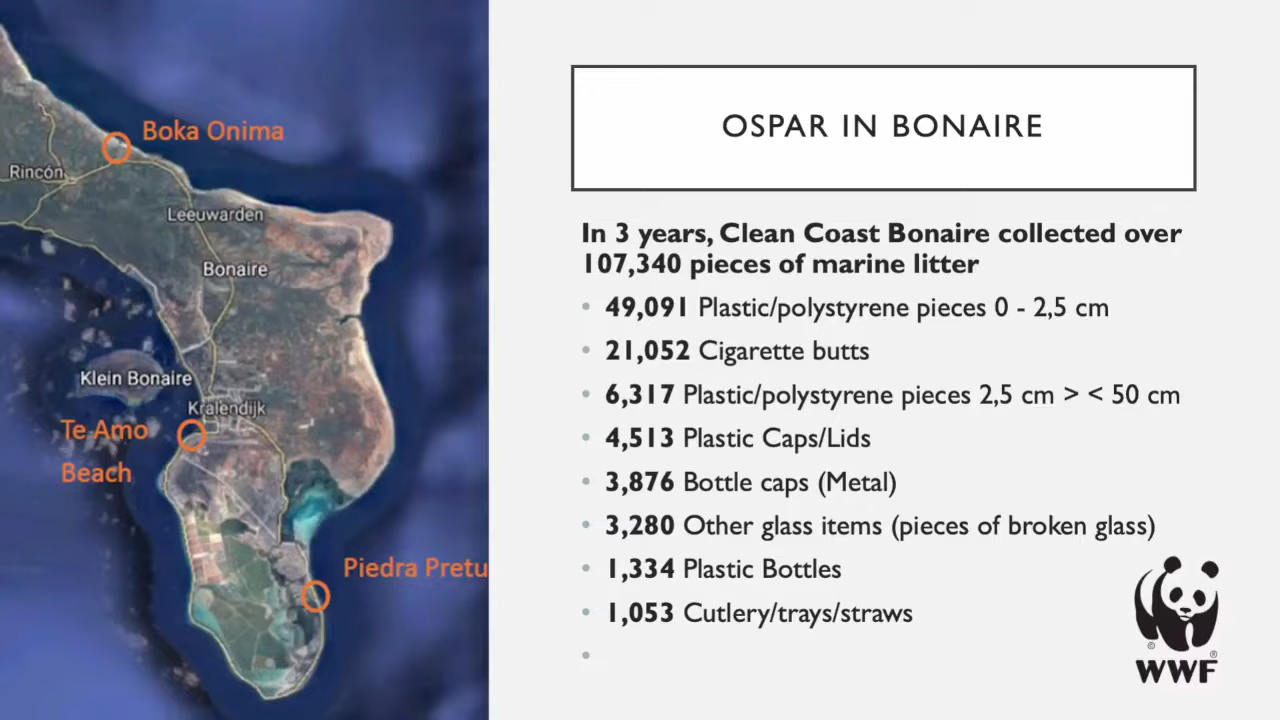 Boka Onima
Rincón
Leeuwarden
Bonaire
Klein Bonaire
Kralendijk
Te Amo
Beach
Piedra Pretu
OSPAR IN BONAIRE
In 3 years, Clean Coast Bonaire collected over
107,340 pieces of marine litter
• 49,091 Plastic/polystyrene pieces 0 - 2,5 cm
• 21,052 Cigarette butts
• 6,317 Plastic/polystyrene pieces 2,5 cm > < 50 cm
• 4,513 Plastic Caps/Lids
• 3,876 Bottle caps (Metal)
• 3,280 Other glass items (pieces of broken glass)
• 1,334 Plastic Bottles
• 1,053 Cutlery/trays/straws
•
© ®
WWF